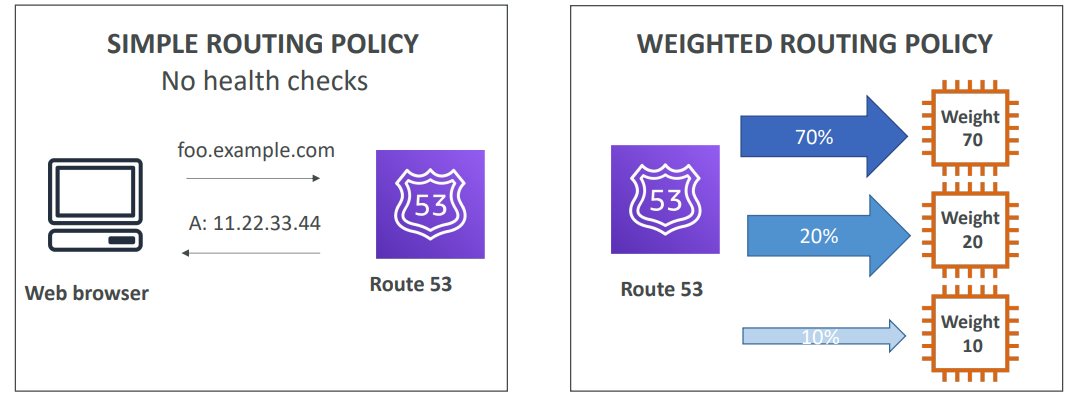 SIMPLE ROUTING POLICY
No health checks
foo.example.com
A: 11.22.33.44
53
Web browser
Route 53
WEIGHTED ROUTING POLICY
70%
Weight
70
53
20%
Weight
20
Route 53
10%
Weight
10